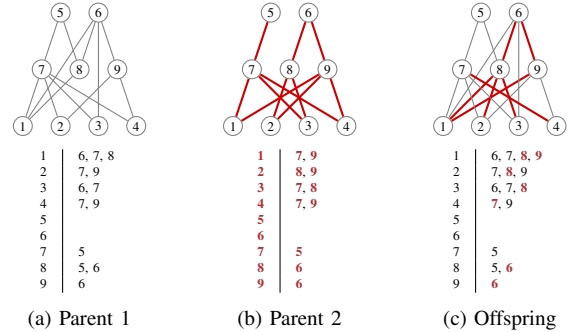 5 6
7 8 9
1 2 3 4
1 6, 7, 8
2 7, 9
3 6, 7
4 7, 9
5
6
7 5
8 5, 6
9 6
(a) Parent 1
5 6
7 8 9
1 2 3 4
1 7, 9
2 8, 9
3 7, 8
4 7, 9
5
6
7 5
8 6
9 6
(b) Parent 2
5 6
7 8 9
1 2 3 4
1 6, 7, 8, 9
2 7, 8, 9
3 6, 7, 8
4 7, 9
5
6
7 5
8 5, 6
9 6
(c) Offspring